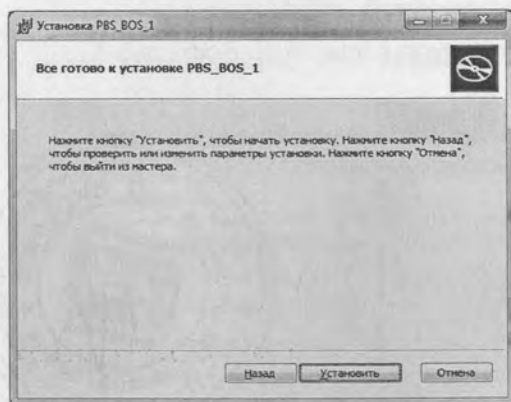 Установка PBS_BOS_1
Все готово к установке PBS_BOS_1
Нажмите кнопку "Установить", чтобы начать установку. Нажмите кнопку "Назад",
чтобы проверить или изменить параметры установки. Нажмите кнопку "Отмена",
чтобы выйти из мастера.
Назад
Установить
Отмена